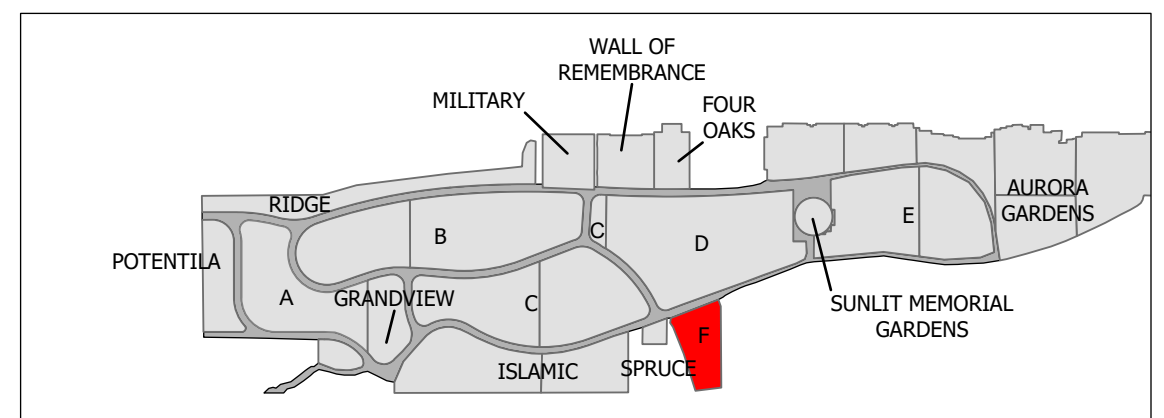 WALL OF
REMEMBRANCE
MILITARY
FOUR
OAKS
RIDGE
AURORA
GARDENS
B
C
D
E
POTENTILA
A
GRANDVIEW
C
SUNLIT MEMORIAL
GARDENS
F
ISLAMIC
SPRUCE